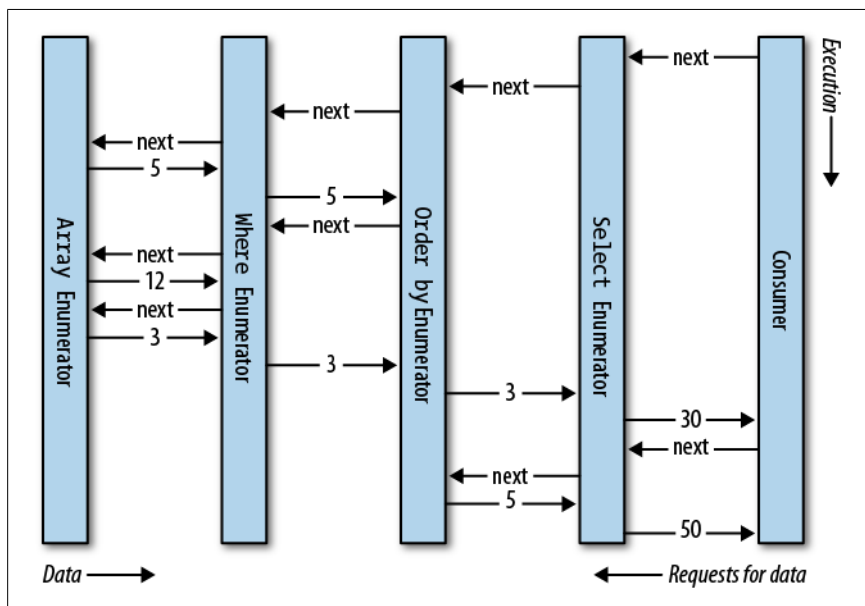 next
Execution
next
next
next
5
5
next
next
12
next
3
3
3
30
next
next
5
50
Array Enumerator
Where Enumerator
Order by Enumerator
Select Enumerator
Consumer
Data
Requests for data